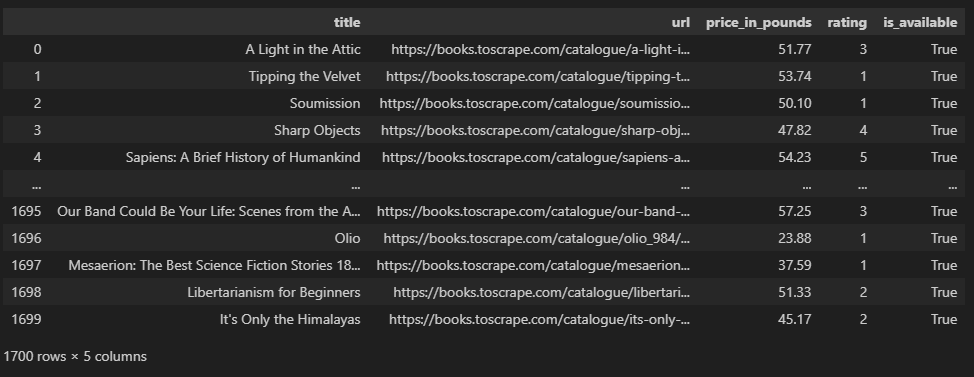 title url price_in_pounds rating is_available
0 A Light in the Attic https://books.toscrape.com/catalogue/a-light-i... 51.77 3 True
1 Tipping the Velvet https://books.toscrape.com/catalogue/tipping-t... 53.74 1 True
2 Soumission https://books.toscrape.com/catalogue/soumissio... 50.10 1 True
3 Sharp Objects https://books.toscrape.com/catalogue/sharp-obj... 47.82 4 True
4 Sapiens: A Brief History of Humankind https://books.toscrape.com/catalogue/sapiens-a... 54.23 5 True
... ... ... ... ... ...
1695 Our Band Could Be Your Life: Scenes from the A... https://books.toscrape.com/catalogue/our-band-... 57.25 3 True
1696 Olio https://books.toscrape.com/catalogue/olio_984/... 23.88 1 True
1697 Mesaerion: The Best Science Fiction Stories 18... https://books.toscrape.com/catalogue/mesaerion... 37.59 1 True
1698 Libertarianism for Beginners https://books.toscrape.com/catalogue/libertari... 51.33 2 True
1699 It's Only the Himalayas https://books.toscrape.com/catalogue/its-only-... 45.17 2 True
1700 rows × 5 columns